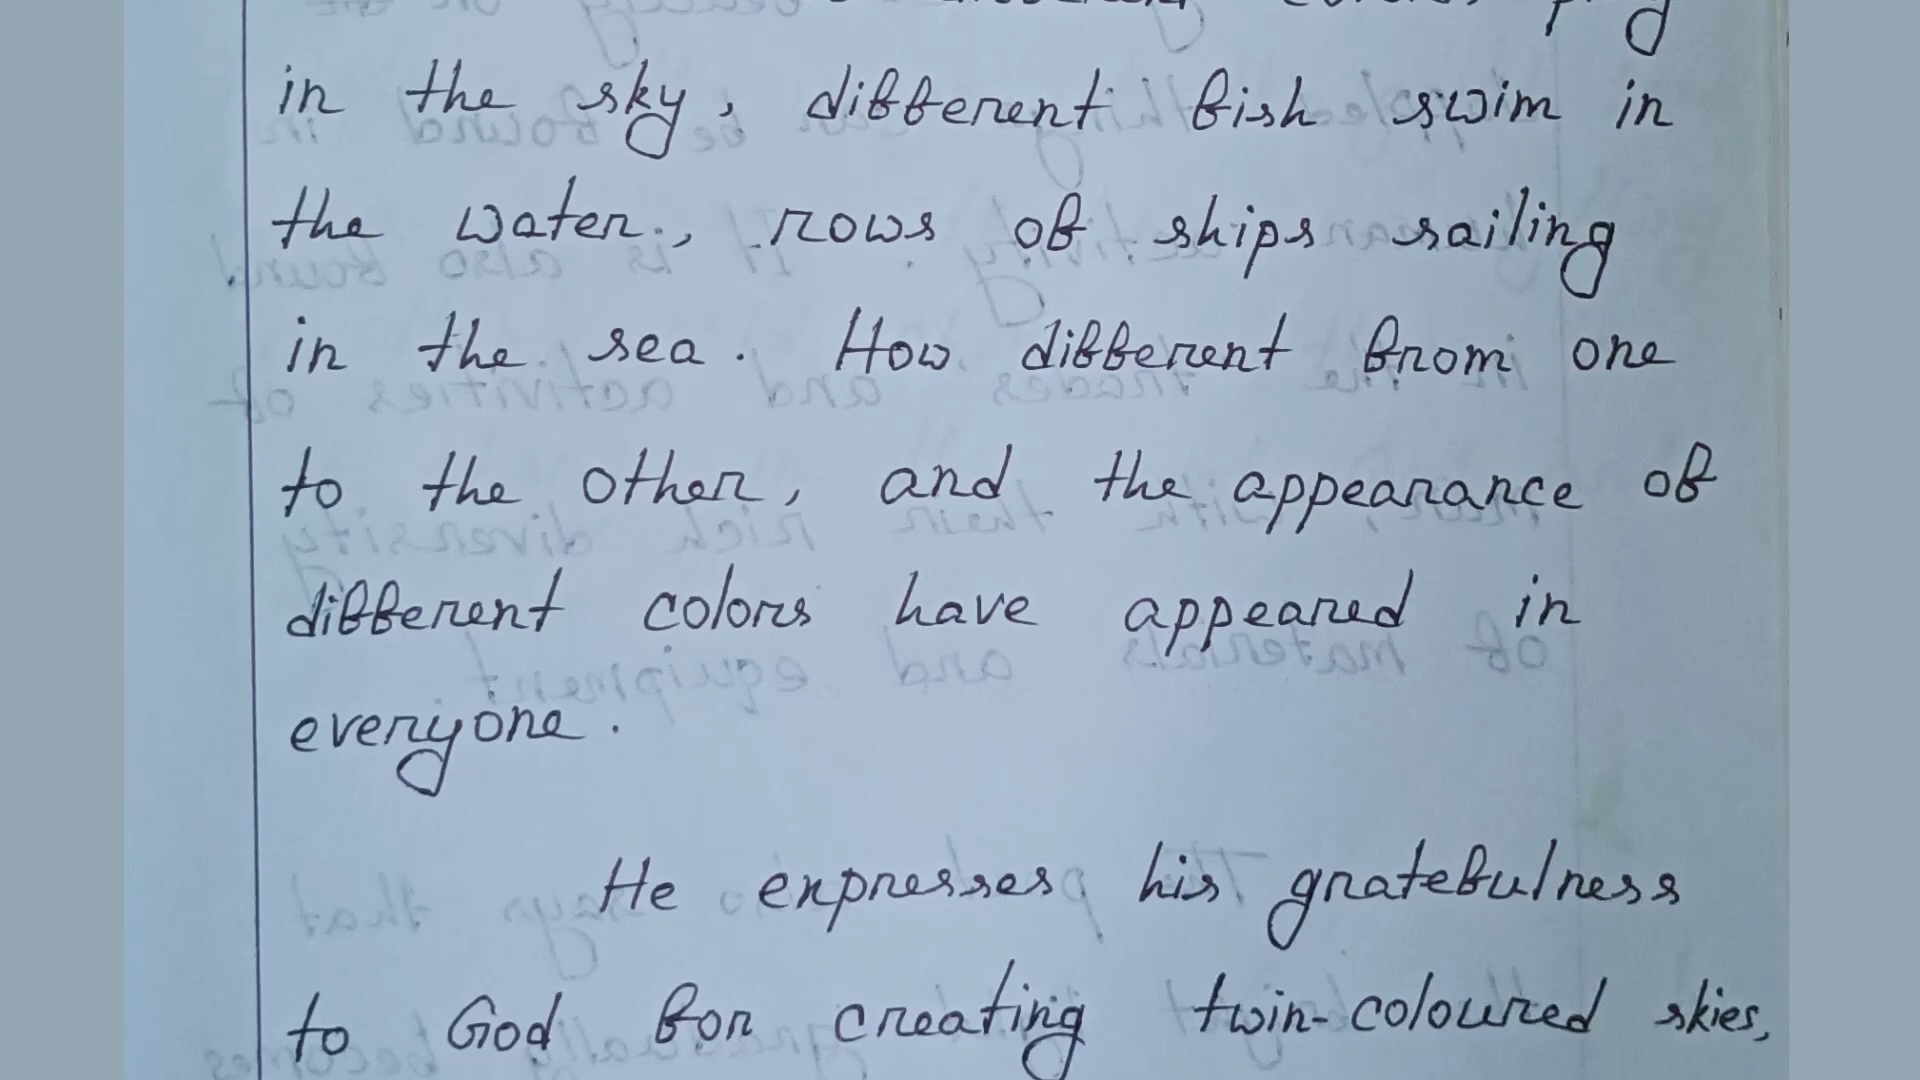 in the sky, different fish swim in
the water, rows of ships sailing
in the sea. How different from one
to the other, and the appearance of
different colors have appeared in
everyone.
He expresses his gratefulness
to God for creating twin-coloured skies,